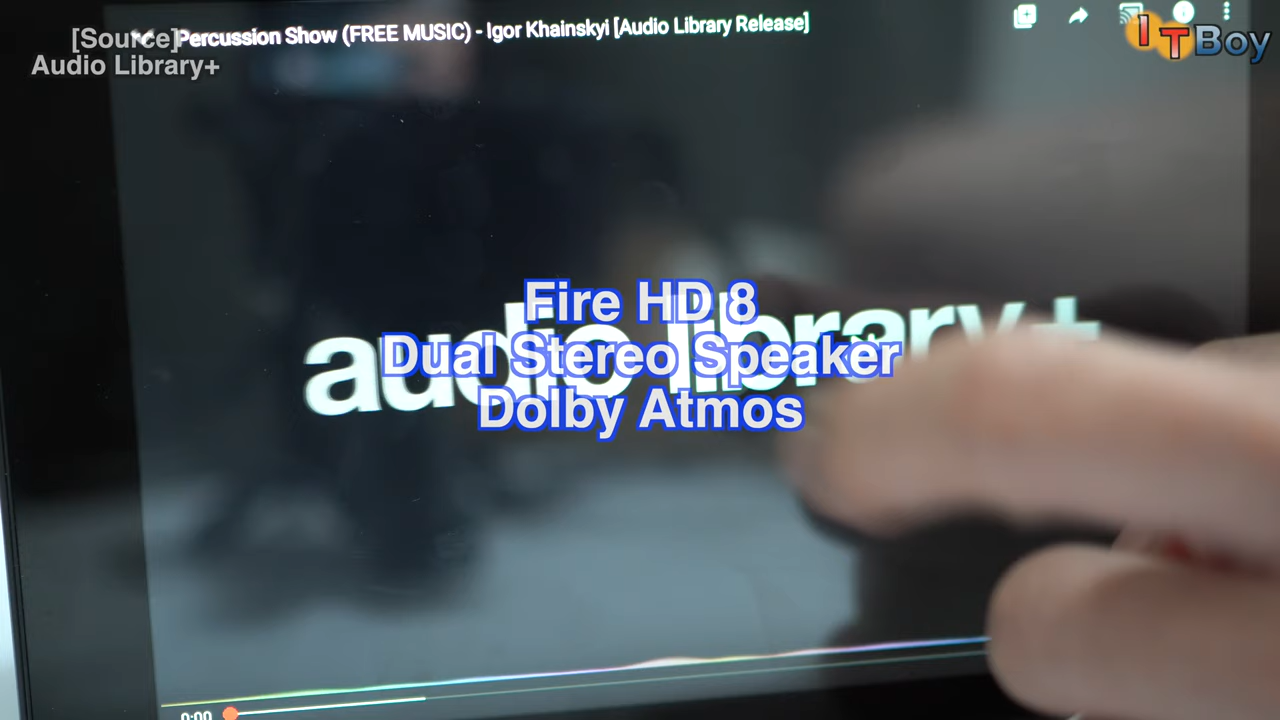 [Source]
Audio Library+
Percussion Show (FREE MUSIC) - Igor Khainskyi [Audio Library Release]
ITBoy
audio library+
Fire HD 8
Dual Stereo Speaker
Dolby Atmos
0:00